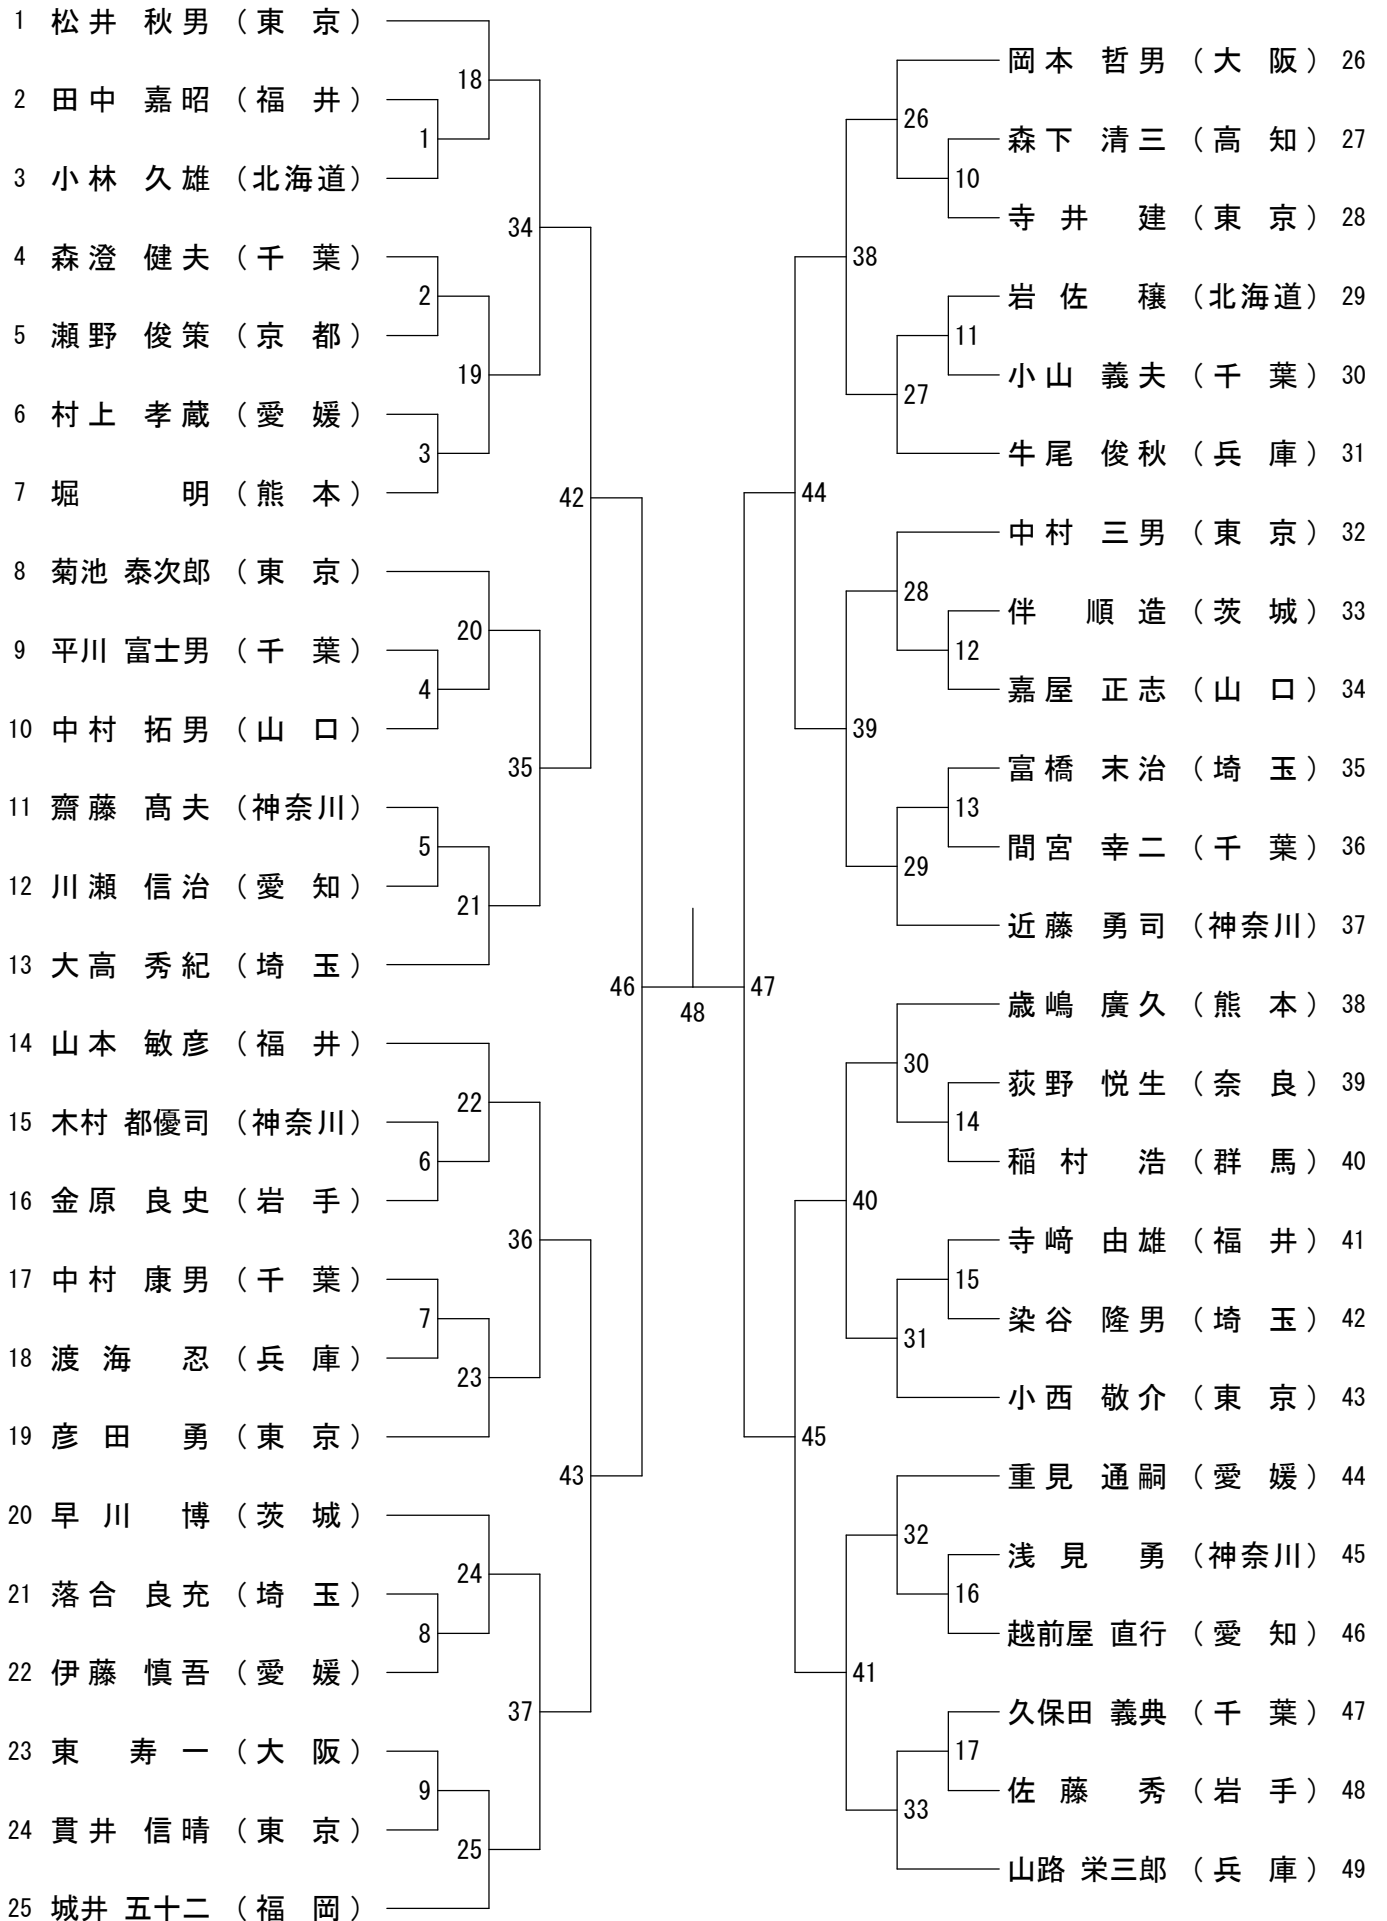 1 松井 秋男 （東 京）
2 田中 嘉昭 （福 井）
3 小林 久雄 （北海道）
4 森澄 健夫 （千 葉）
5 瀬野 俊策 （京 都）
6 村上 孝蔵 （愛 媛）
7 堀 明 （熊 本）
8 菊池 泰次郎 （東 京）
9 平川 富士男 （千 葉）
10 中村 拓男 （山 口）
11 齋藤 髙夫 （神奈川）
12 川瀬 信治 （愛 知）
13 大高 秀紀 （埼 玉）
14 山本 敏彦 （福 井）
15 木村 都優司 （神奈川）
16 金原 良史 （岩 手）
17 中村 康男 （千 葉）
18 渡海 忍 （兵 庫）
19 彦田 勇 （東 京）
20 早川 博 （茨 城）
21 落合 良充 （埼 玉）
22 伊藤 慎吾 （愛 媛）
23 東 寿一 （大 阪）
24 貫井 信晴 （東 京）
25 城井 五十二 （福 岡）
1
2
3
4
5
6
7
8
9
18
19
20
21
22
23
24
25
34
35
36
37
42
43
46
48
47
44
45
38
39
40
41
26
27
28
29
30
31
32
33
10
11
12
13
14
15
16
17
岡本 哲男 （大 阪） 26
森下 清三 （高 知） 27
寺井 建 （東 京） 28
岩佐 穣 （北海道） 29
小山 義夫 （千 葉） 30
牛尾 俊秋 （兵 庫） 31
中村 三男 （東 京） 32
伴 順造 （茨 城） 33
嘉屋 正志 （山 口） 34
富橋 末治 （埼 玉） 35
間宮 幸二 （千 葉） 36
近藤 勇司 （神奈川） 37
歳嶋 廣久 （熊 本） 38
荻野 悦生 （奈 良） 39
稲村 浩 （群 馬） 40
寺﨑 由雄 （福 井） 41
染谷 隆男 （埼 玉） 42
小西 敬介 （東 京） 43
重見 通嗣 （愛 媛） 44
浅見 勇 （神奈川） 45
越前屋 直行 （愛 知） 46
久保田 義典 （千 葉） 47
佐藤 秀 （岩 手） 48
山路 栄三郎 （兵 庫） 49